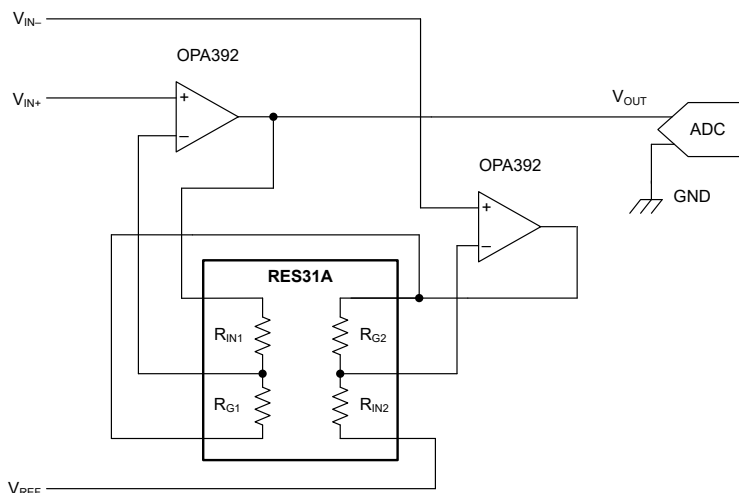 V_IN–
OPA392
V_IN+
V_OUT
ADC
OPA392
GND
RES31A
R_IN1
R_G2
R_G1
R_IN2
V_REF
+
–
+
–